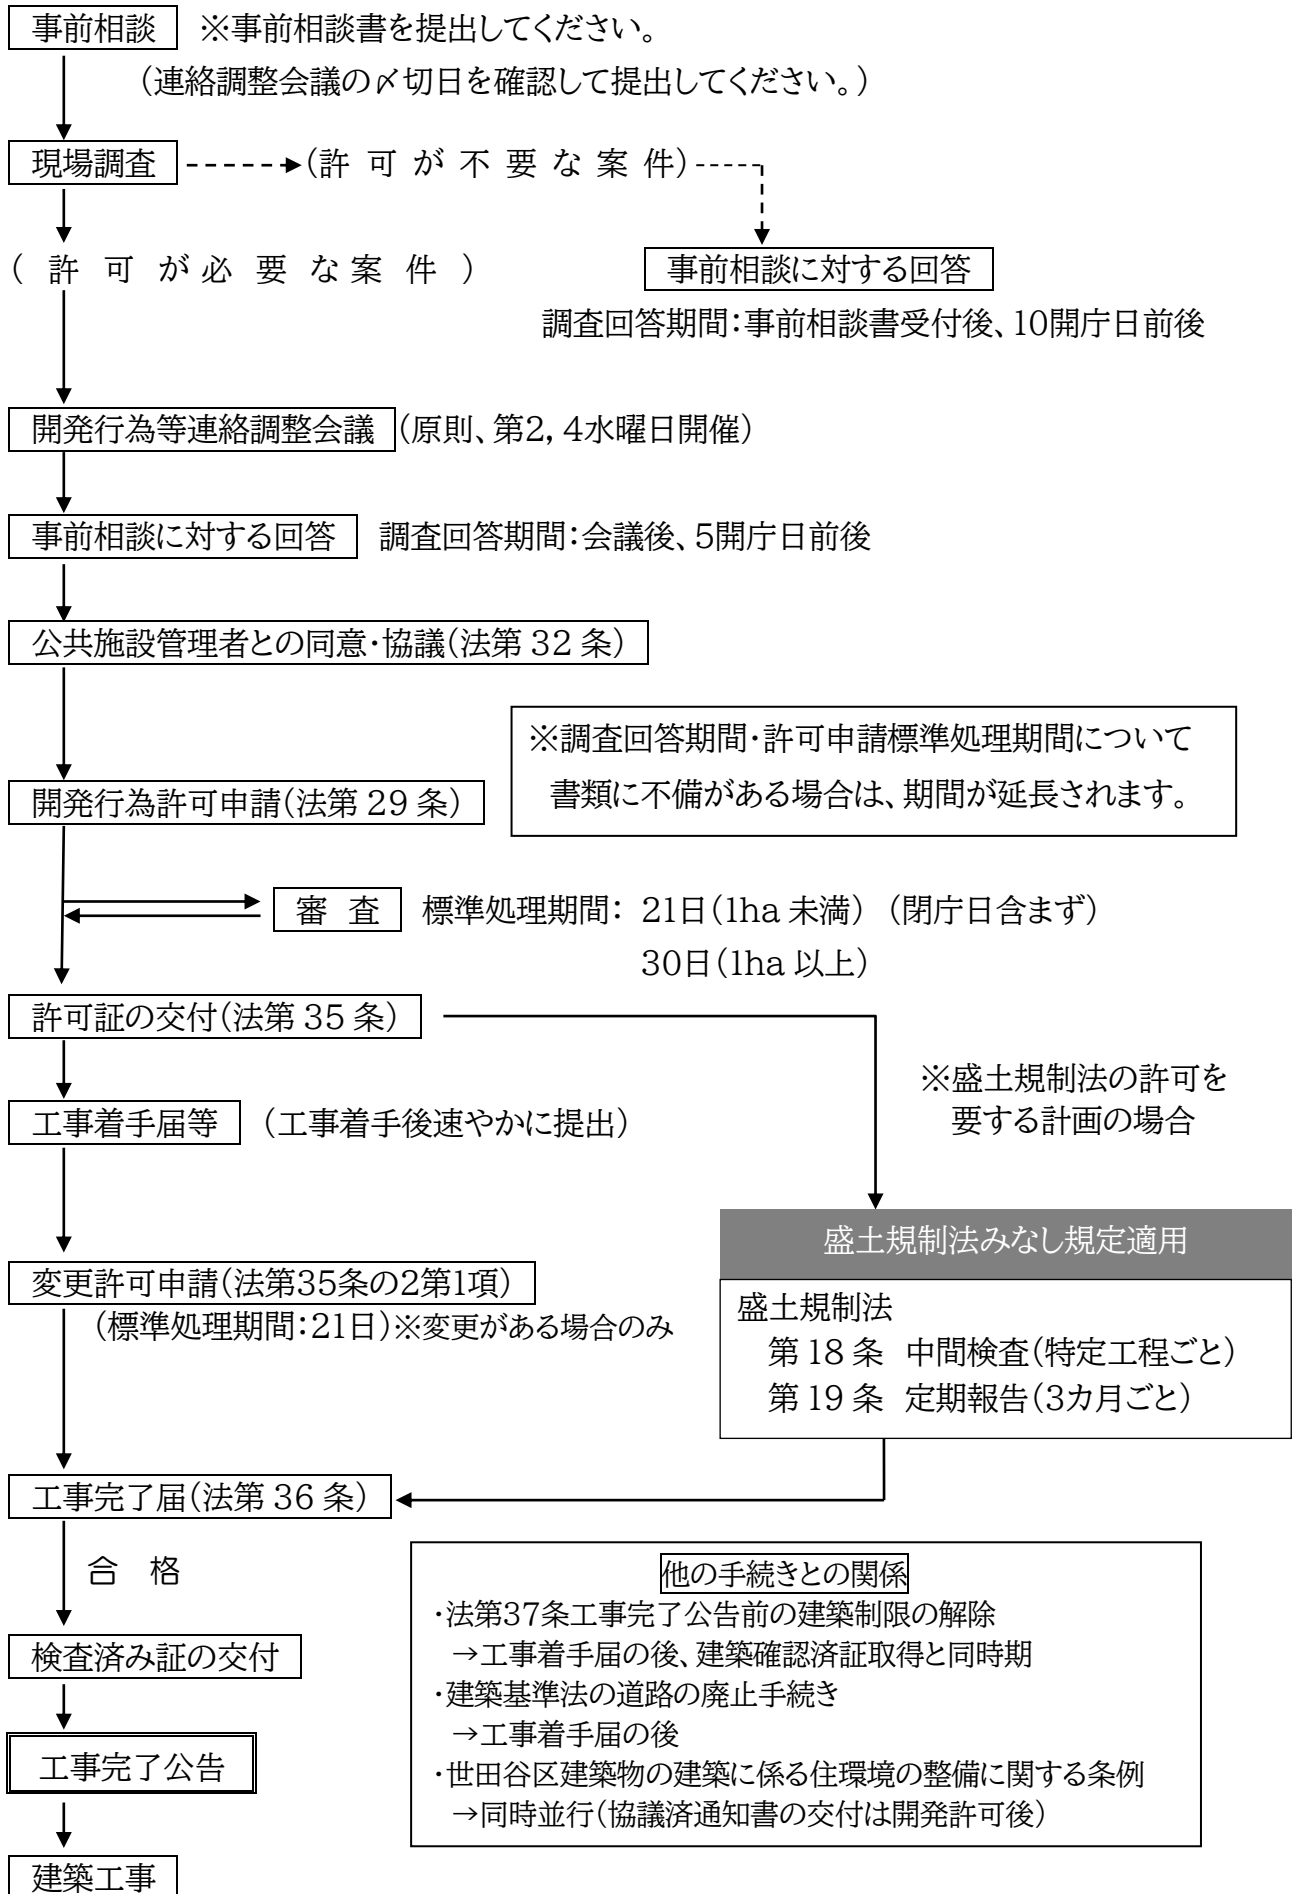 事前相談 ※事前相談書を提出してください。
（連絡調整会議の〆切日を確認して提出してください。）
現場調査 （許可が不要な案件）
（許可が必要な案件）
事前相談に対する回答
調査回答期間：事前相談書受付後、10開庁日前後
開発行為等連絡調整会議（原則、第2，4水曜日開催）
事前相談に対する回答 調査回答期間：会議後、5開庁日前後
公共施設管理者との同意・協議（法第 32 条）
※調査回答期間・許可申請標準処理期間について
書類に不備がある場合は、期間が延長されます。
開発行為許可申請（法第 29 条）
審 査 標準処理期間： 21日（1ha 未満）（閉庁日含まず）
30日（1ha 以上）
許可証の交付（法第 35 条）
※盛土規制法の許可を
要する計画の場合
工事着手届等 （工事着手後速やかに提出）
盛土規制法みなし規定適用
盛土規制法
第 18 条 中間検査（特定工程ごと）
第 19 条 定期報告（3カ月ごと）
変更許可申請（法第35条の2第1項）
（標準処理期間：21日）※変更がある場合のみ
工事完了届（法第 36 条）
合 格
検査済み証の交付
工事完了公告
建築工事
他の手続きとの関係
・法第37条工事完了公告前の建築制限の解除
→工事着手届の後、建築確認済証取得と同時期
・建築基準法の道路の廃止手続き
→工事着手届の後
・世田谷区建築物の建築に係る住環境の整備に関する条例
→同時並行（協議済通知書の交付は開発許可後）